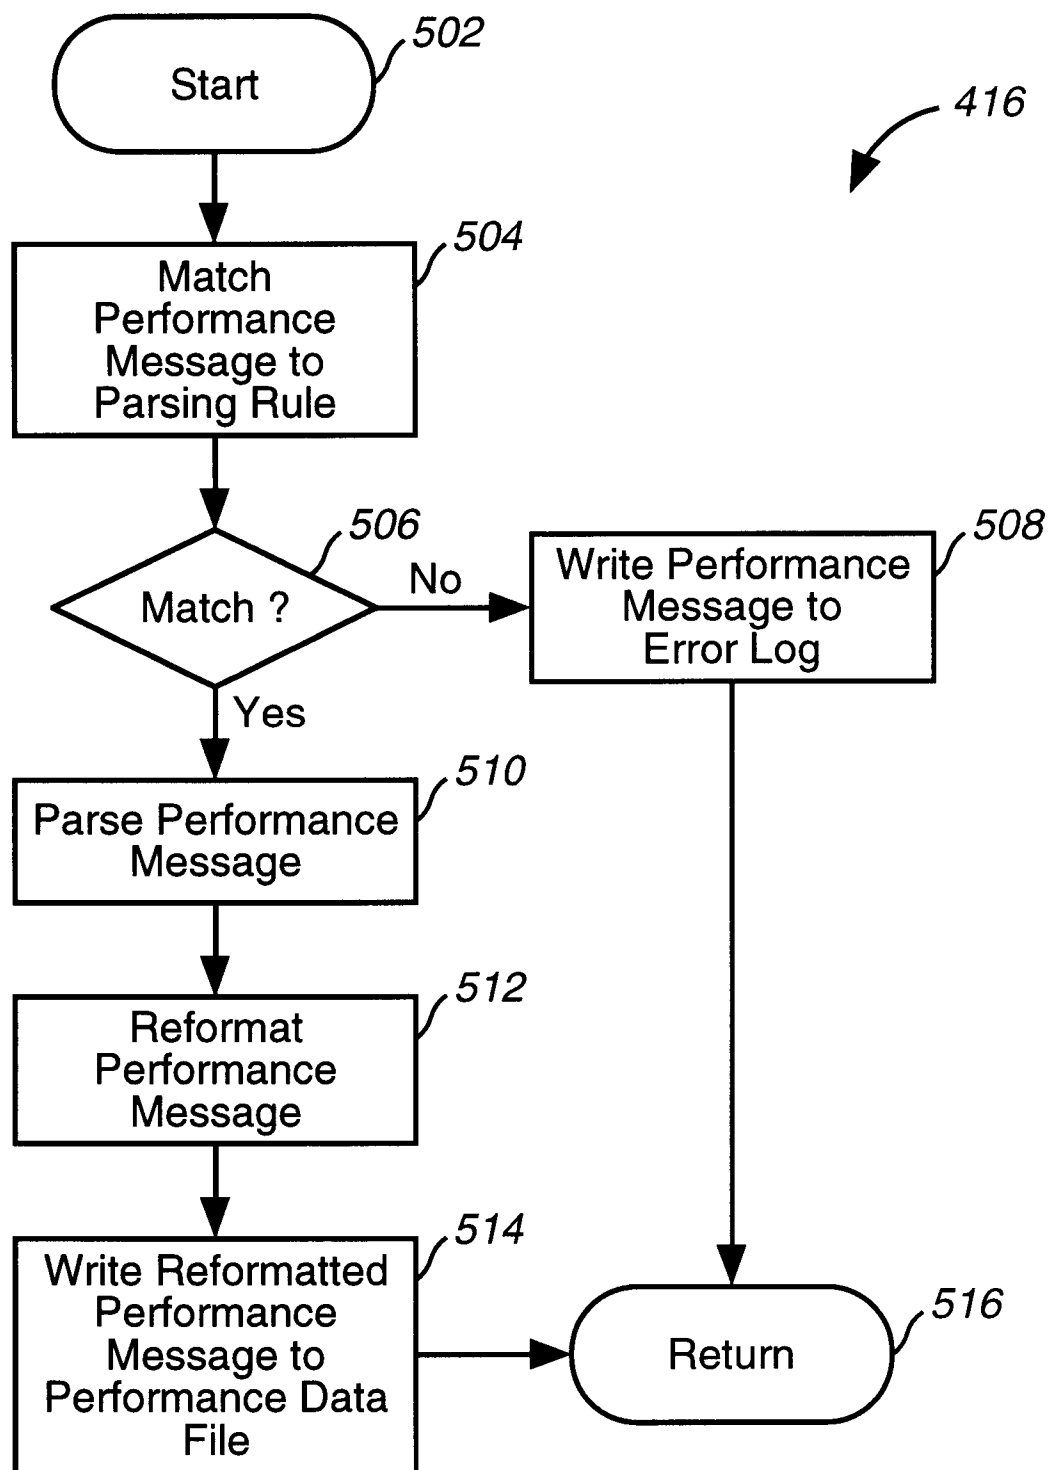 502
Start
416
504
Match
Performance
Message to
Parsing Rule
506
Match ?
No
508
Write Performance
Message to
Error Log
Yes
510
Parse Performance
Message
512
Reformat
Performance
Message
514
Write Reformatted
Performance
Message to
Performance Data
File
516
Return